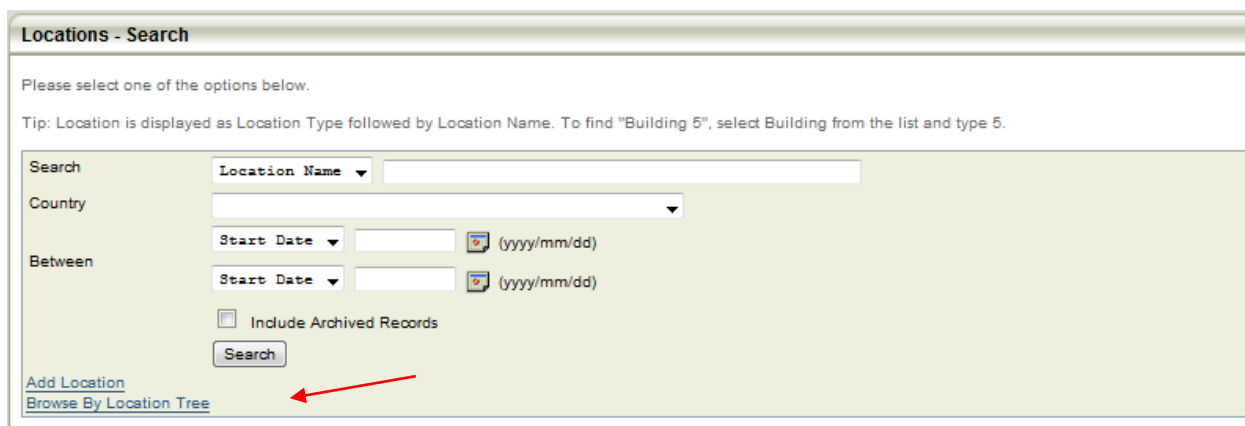 Locations - Search
Please select one of the options below.
Tip: Location is displayed as Location Type followed by Location Name. To find "Building 5", select Building from the list and type 5.
Search Location Name
Country
Start Date (yyyy/mm/dd)
Between
Start Date (yyyy/mm/dd)
Include Archived Records
Search
Add Location
Browse By Location Tree